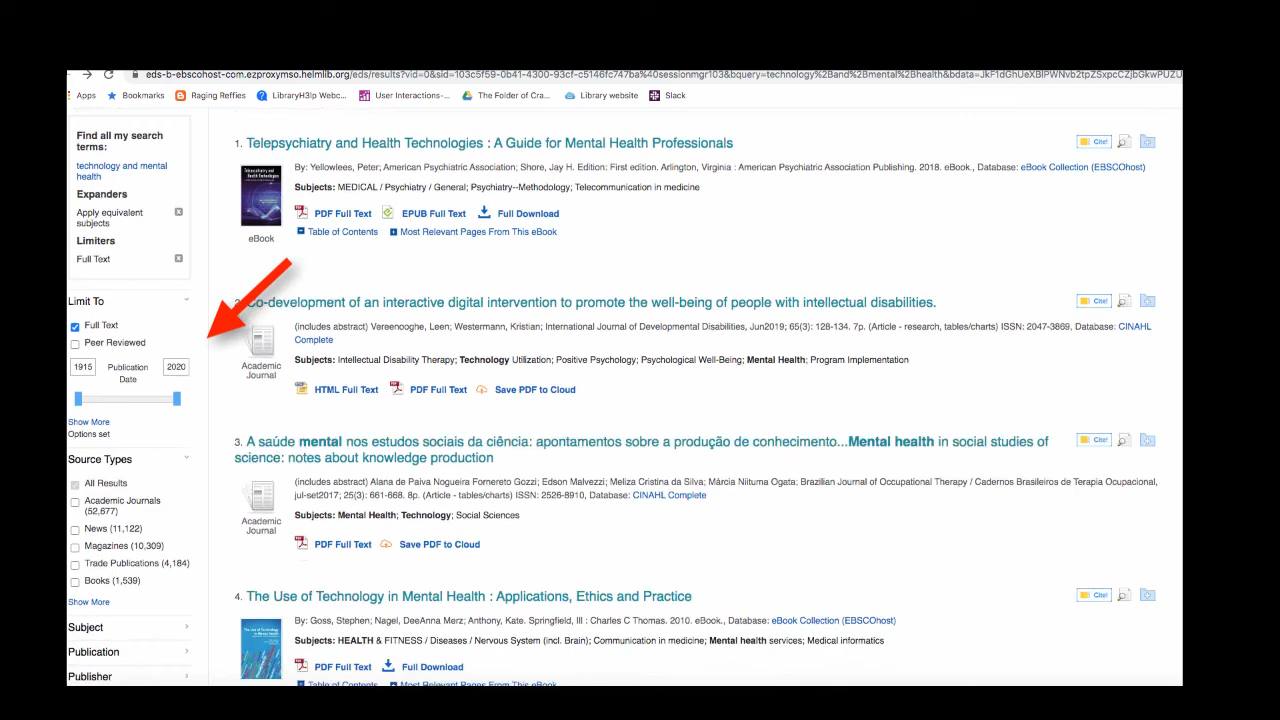 eds-b-ebscohost-com.ezproxymso.helmlib.org/eds/results?vid=0&sid=103c5f59-0b41-4300-93cf-c5146fc747ba%40sessionmgr103&bquery=technology%2Band%2Bmental%2Bhealth&bdata=
Apps Bookmarks Raging Reffies LibraryH3lp Webc... User Interactions-... The Folder of Cra... Library website Slack
Find all my search
terms:
technology and mental
health
Expanders
Apply equivalent
subjects
Limiters
Full Text
Limit To
Full Text
Peer Reviewed
1915 Publication 2020
Date
Show More
Options set
Source Types
All Results
Academic Journals
(52,677)
News (11,122)
Magazines (10,309)
Trade Publications (4,184)
Books (1,539)
Show More
Subject
Publication
Publisher
1. Telepsychiatry and Health Technologies : A Guide for Mental Health Professionals
Cite!
By: Yellowlees, Peter; American Psychiatric Association; Shore, Jay H. Edition: First edition. Arlington, Virginia : American Psychiatric Association Publishing. 2018. eBook., Database: eBook Collection (EBSCOhost)
Subjects: MEDICAL / Psychiatry / General; Psychiatry--Methodology; Telecommunication in medicine
eBook
PDF Full Text EPUB Full Text Full Download
Table of Contents Most Relevant Pages From This eBook
2. Co-development of an interactive digital intervention to promote the well-being of people with intellectual disabilities.
Cite!
(includes abstract) Vereenooghe, Leen; Westermann, Kristian; International Journal of Developmental Disabilities, Jun2019; 65(3): 128-134. 7p. (Article - research, tables/charts) ISSN: 2047-3869, Database: CINAHL
Complete
Subjects: Intellectual Disability Therapy; Technology Utilization; Positive Psychology; Psychological Well-Being; Mental Health; Program Implementation
Academic
Journal
HTML Full Text PDF Full Text Save PDF to Cloud
3. A saúde mental nos estudos sociais da ciência: apontamentos sobre a produção de conhecimento...Mental health in social studies of
science: notes about knowledge production
Cite!
(includes abstract) Alana de Paiva Nogueira Fornereto Gozzi; Edson Malvezzi; Meliza Cristina da Silva; Márcia Niituma Ogata; Brazilian Journal of Occupational Therapy / Cadernos Brasileiros de Terapia Ocupacional,
jul-set2017; 25(3): 661-668. 8p. (Article - tables/charts) ISSN: 2526-8910, Database: CINAHL Complete
Subjects: Mental Health; Technology; Social Sciences
Academic
Journal
PDF Full Text Save PDF to Cloud
4. The Use of Technology in Mental Health : Applications, Ethics and Practice
Cite!
By: Goss, Stephen; Nagel, DeeAnna Merz; Anthony, Kate. Springfield, Ill : Charles C Thomas. 2010. eBook., Database: eBook Collection (EBSCOhost)
Subjects: HEALTH & FITNESS / Diseases / Nervous System (incl. Brain); Communication in medicine; Mental health services; Medical informatics
PDF Full Text Full Download
Table of Contents Most Relevant Pages From This eBook